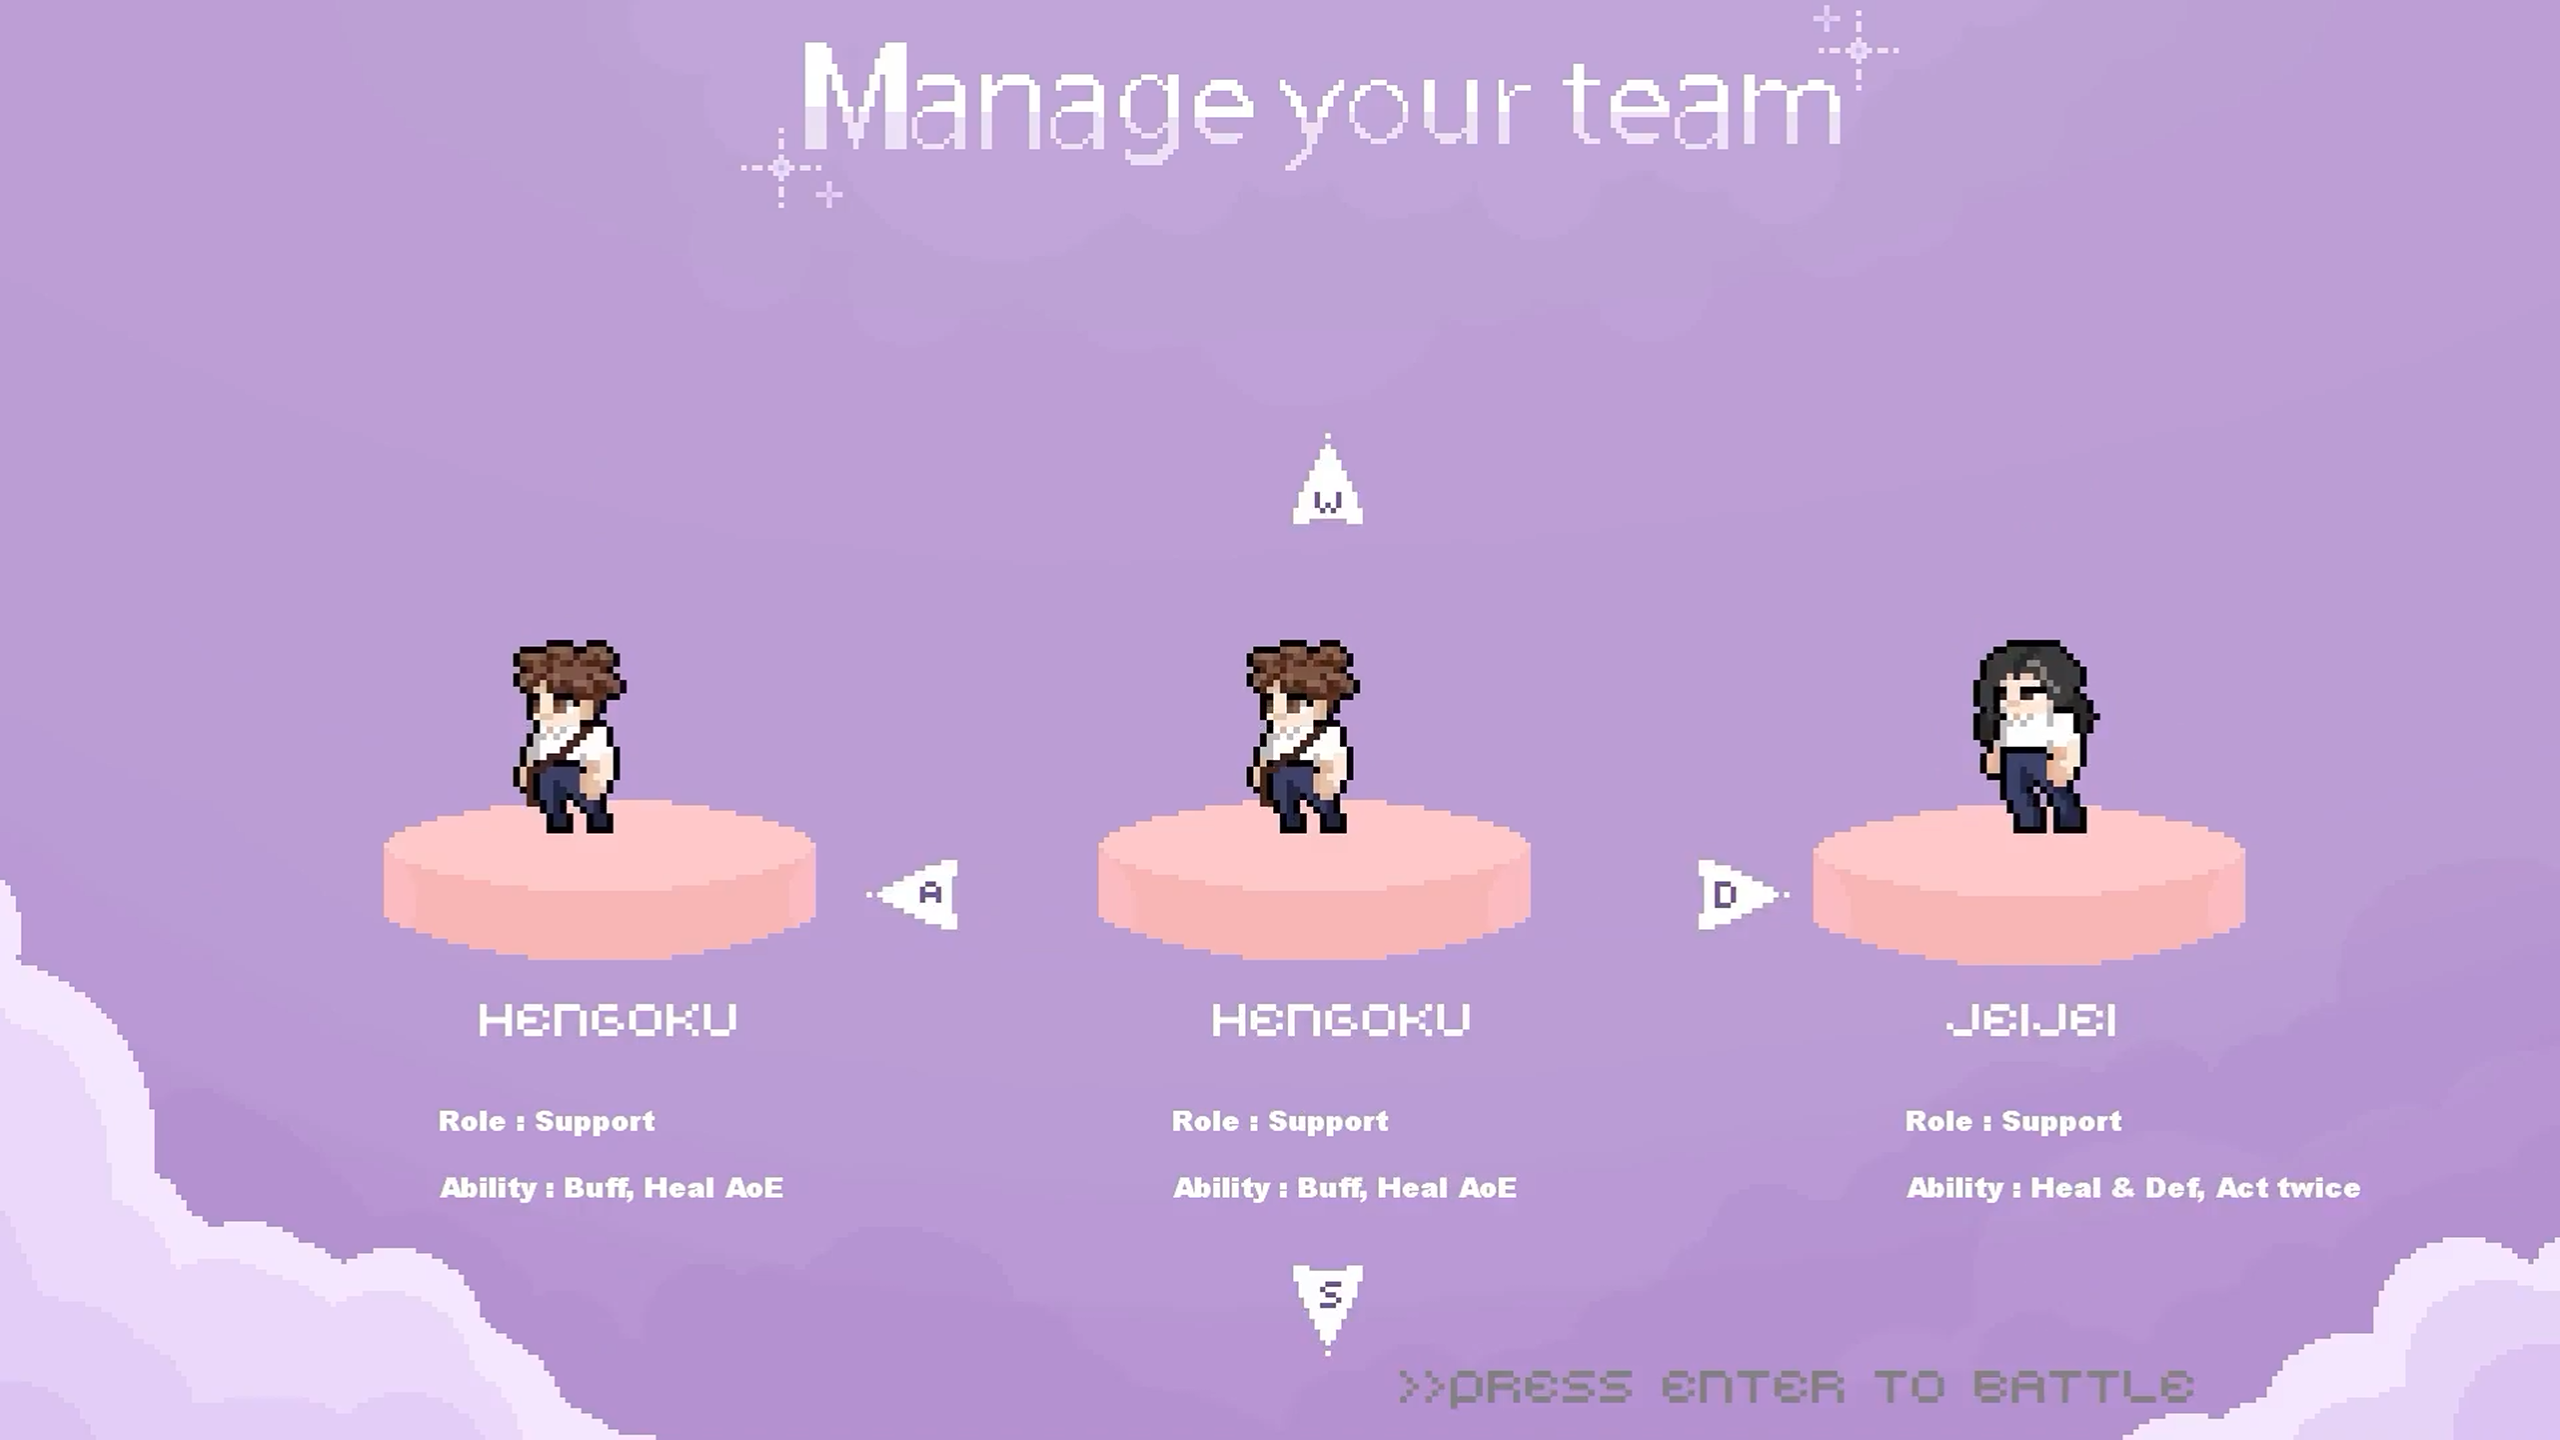 Manage your team
W
A
D
HENGOKU
HENGOKU
JEIJEI
Role : Support
Role : Support
Role : Support
Ability : Buff, Heal AoE
Ability : Buff, Heal AoE
Ability : Heal & Def, Act twice
S
>>PRESS ENTER TO BATTLE